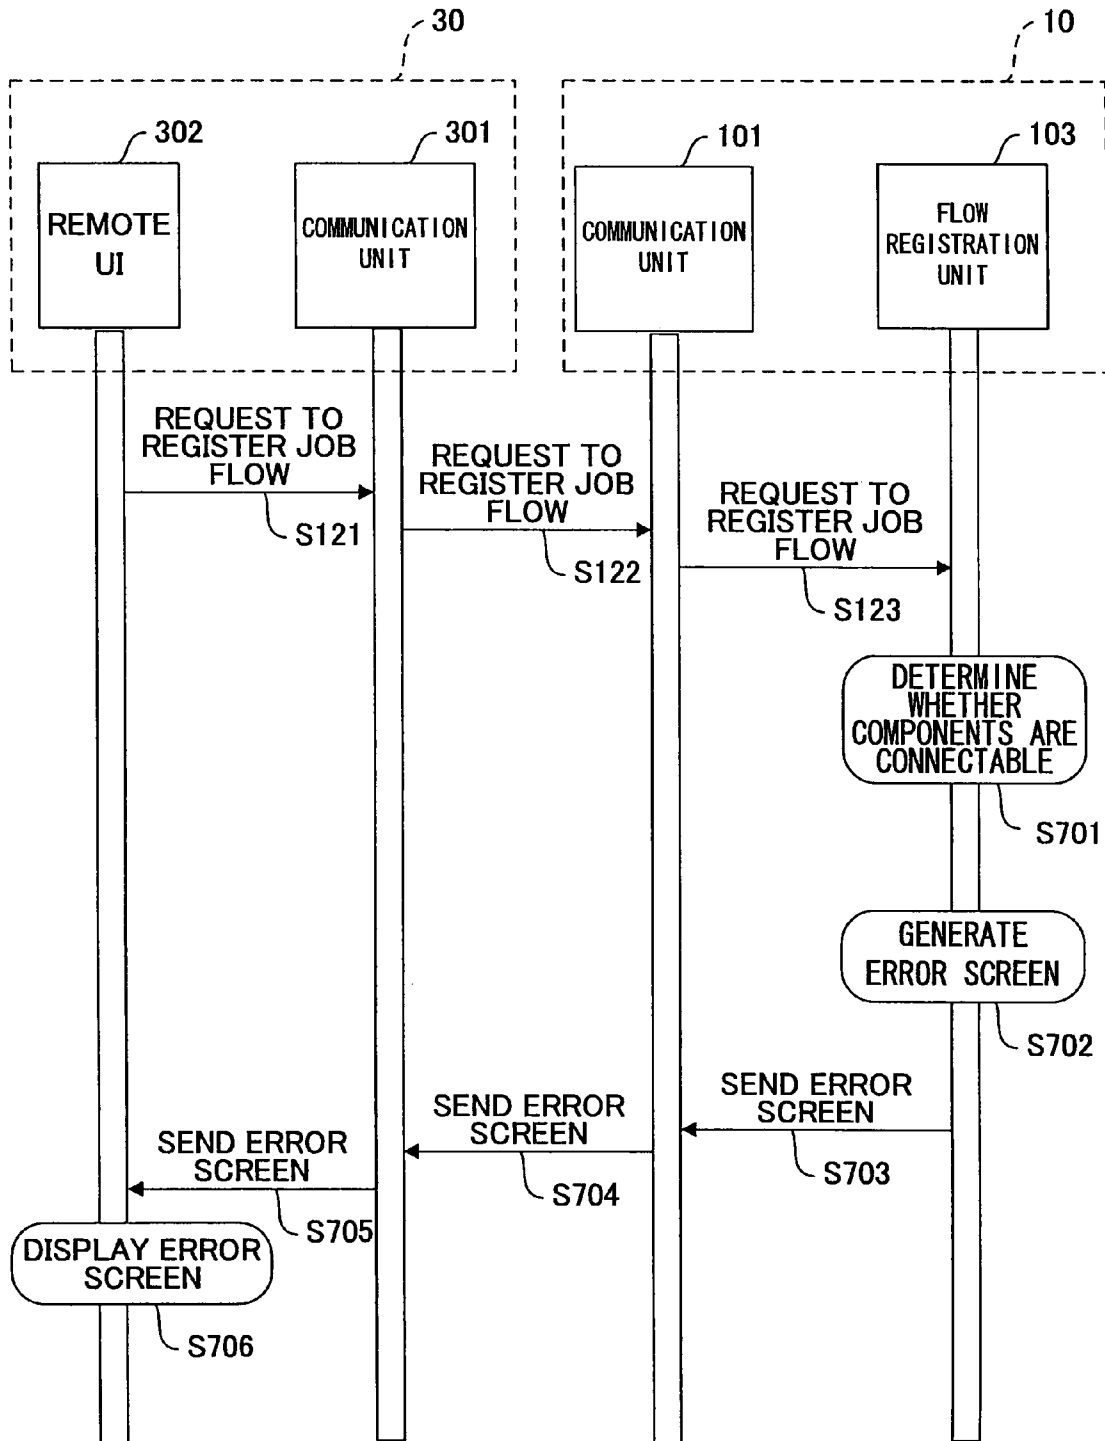 30
10
302
301
101
103
REMOTE
UI
COMMUNICATION
UNIT
COMMUNICATION
UNIT
FLOW
REGISTRATION
UNIT
REQUEST TO
REGISTER JOB
FLOW
S121
REQUEST TO
REGISTER JOB
FLOW
S122
REQUEST TO
REGISTER JOB
FLOW
S123
DETERMINE
WHETHER
COMPONENTS ARE
CONNECTABLE
S701
GENERATE
ERROR SCREEN
S702
SEND ERROR
SCREEN
S703
SEND ERROR
SCREEN
S704
SEND ERROR
SCREEN
S705
DISPLAY ERROR
SCREEN
S706